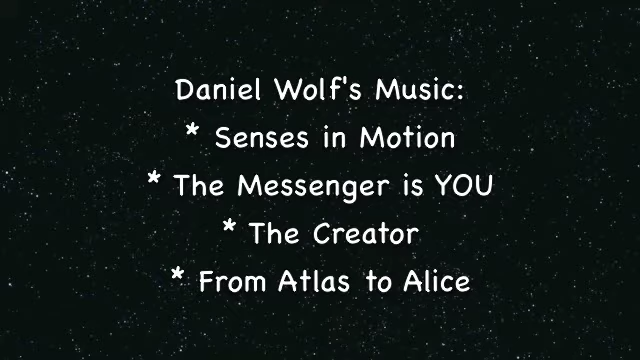 Daniel Wolf's Music:
* Senses in Motion
* The Messenger is YOU
* The Creator
* From Atlas to Alice